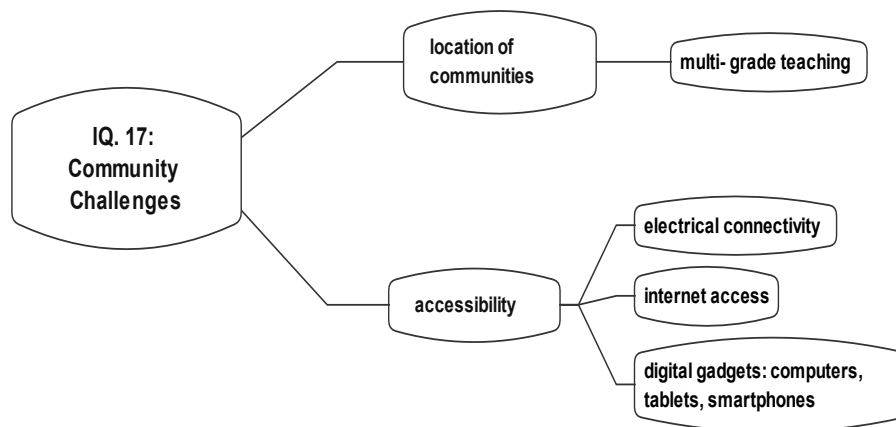 IQ. 17:
Community
Challenges
location of
communities
multi- grade teaching
accessibility
electrical connectivity
internet access
digital gadgets: computers,
tablets, smartphones